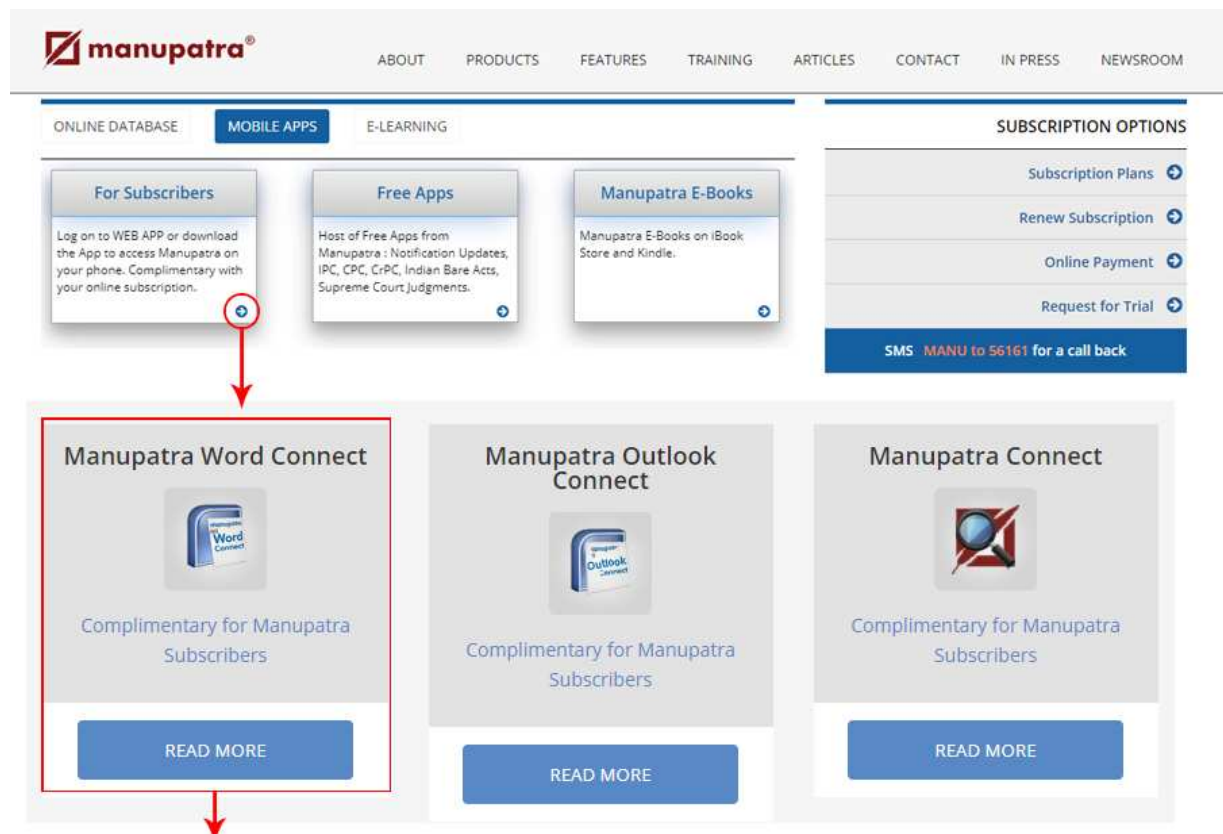 manupatra®
ABOUT PRODUCTS FEATURES TRAINING ARTICLES CONTACT IN PRESS NEWSROOM
ONLINE DATABASE MOBILE APPS E-LEARNING
For Subscribers
Log on to WEB APP or download
the App to access Manupatra on
your phone. Complimentary with
your online subscription.
Free Apps
Host of Free Apps from
Manupatra : Notification Updates,
IPC, CPC, CrPC, Indian Bare Acts,
Supreme Court Judgments.
Manupatra E-Books
Manupatra E-Books on iBook
Store and Kindle.
SUBSCRIPTION OPTIONS
Subscription Plans
Renew Subscription
Online Payment
Request for Trial
SMS MANU to 56161 for a call back
Manupatra Word Connect
manupatra
Word
Connect
Complimentary for Manupatra
Subscribers
READ MORE
Manupatra Outlook
Connect
Outlook
Connect
Complimentary for Manupatra
Subscribers
READ MORE
Manupatra Connect
Complimentary for Manupatra
Subscribers
READ MORE